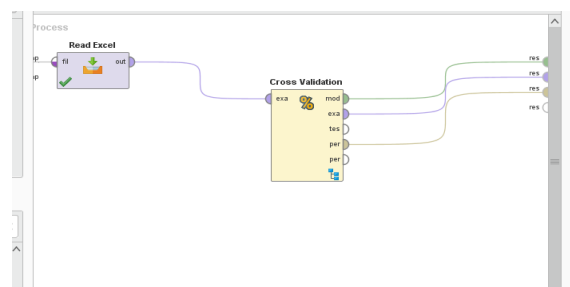 Process
Read Excel
fil
out
Cross Validation
exa
mod
exa
tes
per
per
res
res
res
res